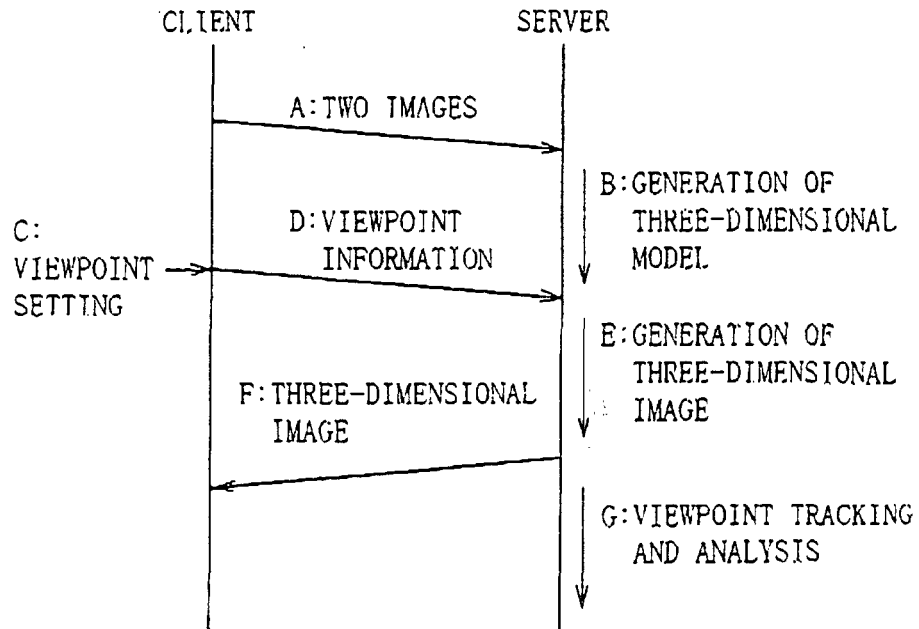 CLIENT
SERVER
A:TWO IMAGES
B:GENERATION OF
THREE-DIMENSIONAL
MODEL
C:
VIEWPOINT
SETTING
D:VIEWPOINT
INFORMATION
E:GENERATION OF
THREE-DIMENSIONAL
IMAGE
F:THREE-DIMENSIONAL
IMAGE
G:VIEWPOINT TRACKING
AND ANALYSIS